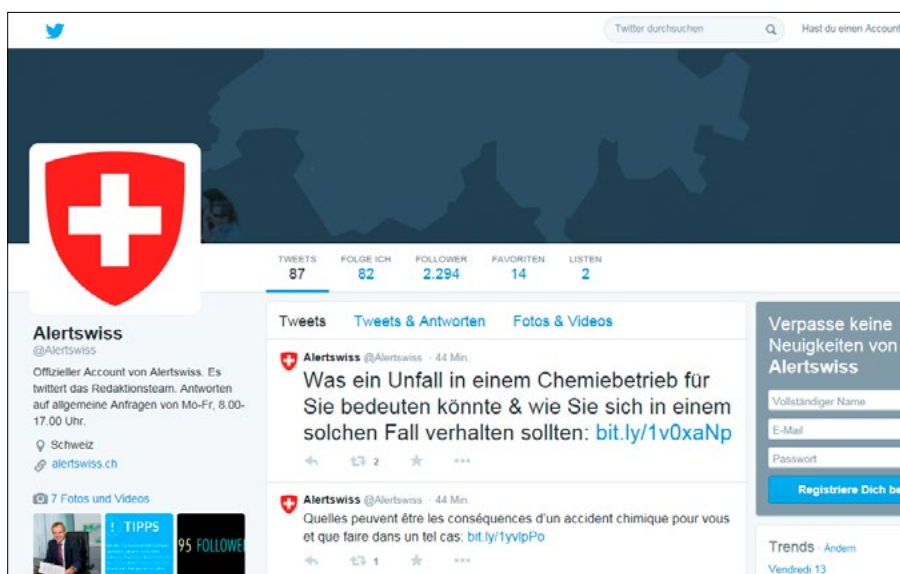 Twitter durchsuchen
Hast du einen Account
TWEETS FOLGE ICH FOLLOWER FAVORITEN LISTEN
87 82 2.294 14 2
Alertswiss
@Alertswiss
Offizieller Account von Alertswiss. Es
twittert das Redaktionsteam. Antworten
auf allgemeine Anfragen von Mo-Fr, 8.00-
17.00 Uhr.
Schweiz
alertswiss.ch
7 Fotos und Videos
! TIPPS
95 FOLLOWE
Tweets Tweets & Antworten Fotos & Videos
Alertswiss @Alertswiss · 44 Min.
Was ein Unfall in einem Chemiebetrieb für
Sie bedeuten könnte & wie Sie sich in einem
solchen Fall verhalten sollten: bit.ly/1v0xaNp
2
Alertswiss @Alertswiss · 44 Min.
Quelles peuvent être les conséquences d'un accident chimique pour vous
et que faire dans un tel cas: bit.ly/1yvlpPo
1
Verpasse keine
Neuigkeiten von
Alertswiss
Vollständiger Name
E-Mail
Passwort
Registriere Dich be
Trends · Ändern
Vendredi 13